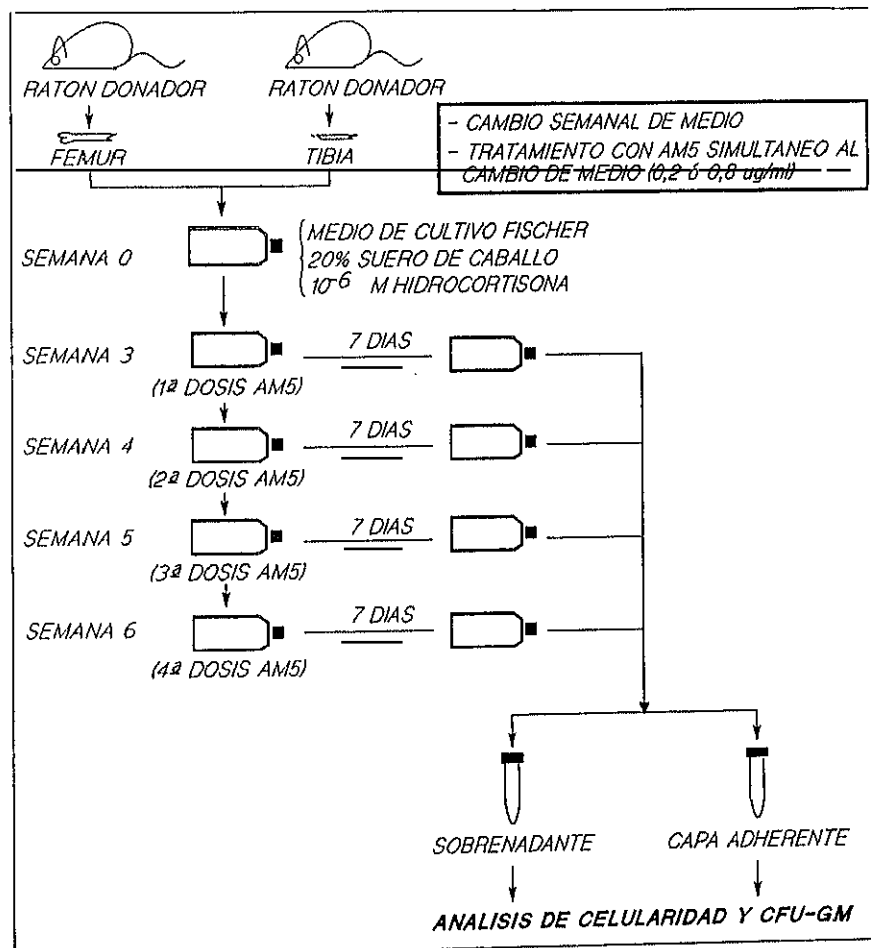 RATON DONADOR
RATON DONADOR
FEMUR
TIBIA
- CAMBIO SEMANAL DE MEDIO
- TRATAMIENTO CON AM5 SIMULTANEO AL
CAMBIO DE MEDIO (0,2 ó 0,8 ug/ml)
SEMANA 0
MEDIO DE CULTIVO FISCHER
20% SUERO DE CABALLO
10-6 M HIDROCORTISONA
SEMANA 3
7 DIAS
(1ª DOSIS AM5)
SEMANA 4
7 DIAS
(2ª DOSIS AM5)
SEMANA 5
7 DIAS
(3ª DOSIS AM5)
SEMANA 6
7 DIAS
(4ª DOSIS AM5)
SOBRENADANTE
CAPA ADHERENTE
ANALISIS DE CELULARIDAD Y CFU-GM